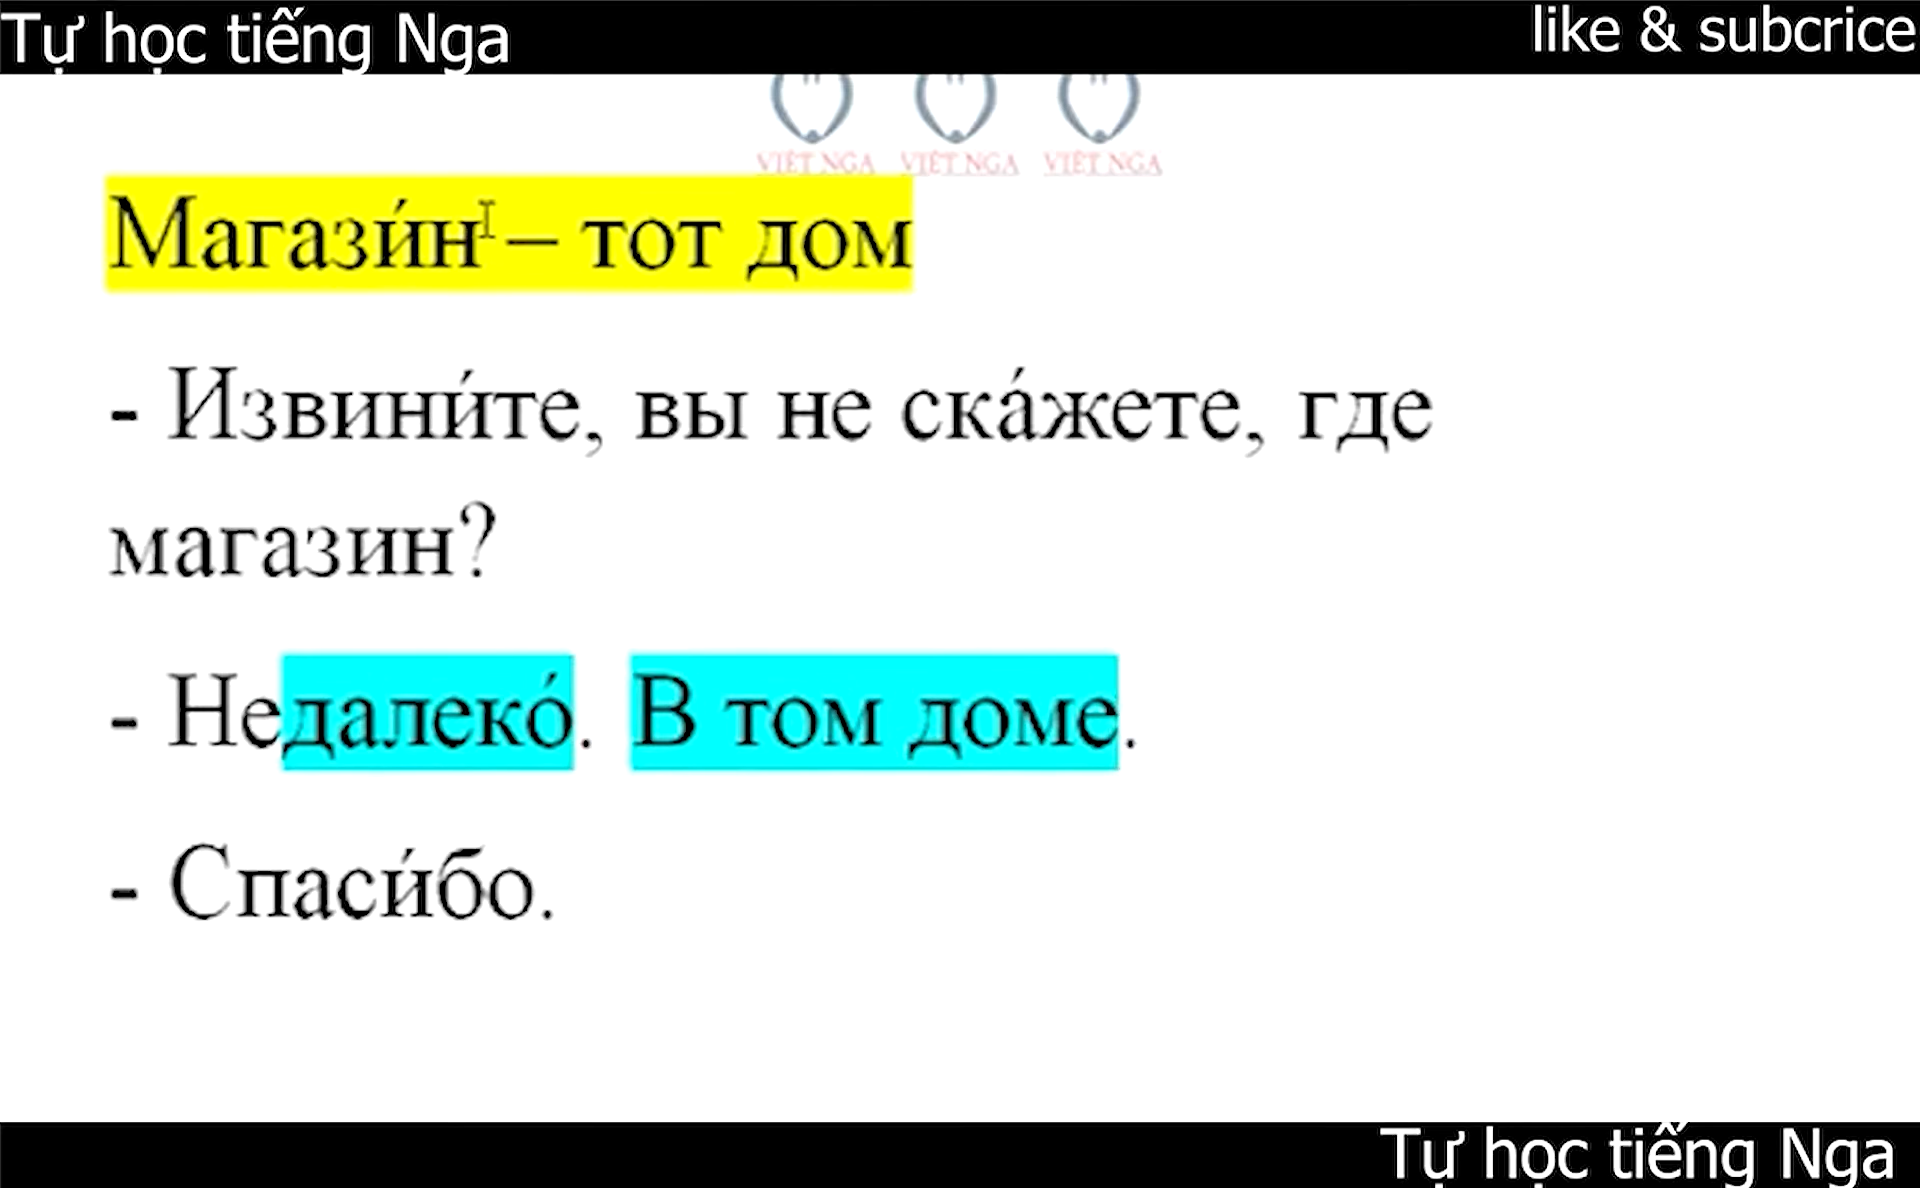 Tự học tiếng Nga
like & subcrice
VIỆT NGA VIỆT NGA VIỆT NGA
Магази́н – тот дом
- Извини́те, вы не ска́жете, где
магазин?
- Недалеко́. В том доме.
- Спаси́бо.
Tự học tiếng Nga